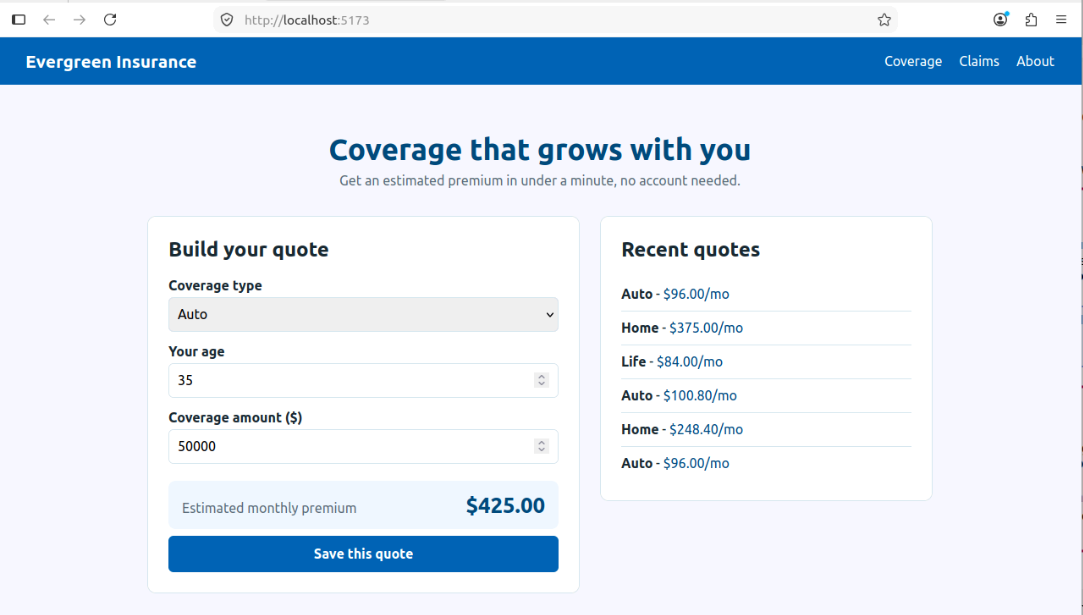 http://localhost:5173
Evergreen Insurance
Coverage Claims About
Coverage that grows with you
Get an estimated premium in under a minute, no account needed.
Build your quote
Coverage type
Auto
Your age
35
Coverage amount ($)
50000
Estimated monthly premium $425.00
Save this quote
Recent quotes
Auto - $96.00/mo
Home - $375.00/mo
Life - $84.00/mo
Auto - $100.80/mo
Home - $248.40/mo
Auto - $96.00/mo